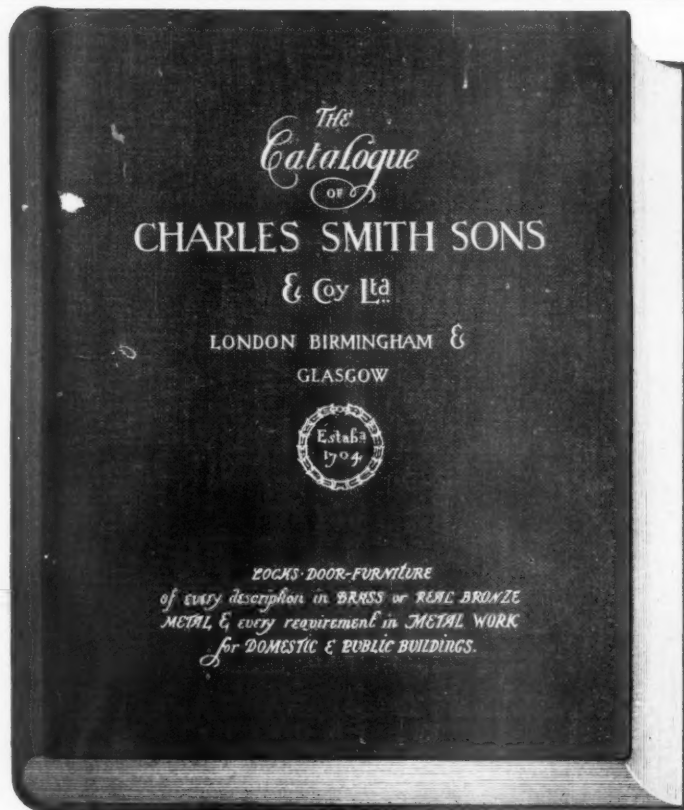 THE
Catalogue
OF
CHARLES SMITH SONS
& Coy Ltd
LONDON BIRMINGHAM &
GLASGOW
Estabd
1704
LOCKS·DOOR-FURNITURE
of every description in BRASS or REAL BRONZE
METAL & every requirement in METAL WORK
for DOMESTIC & PUBLIC BUILDINGS.